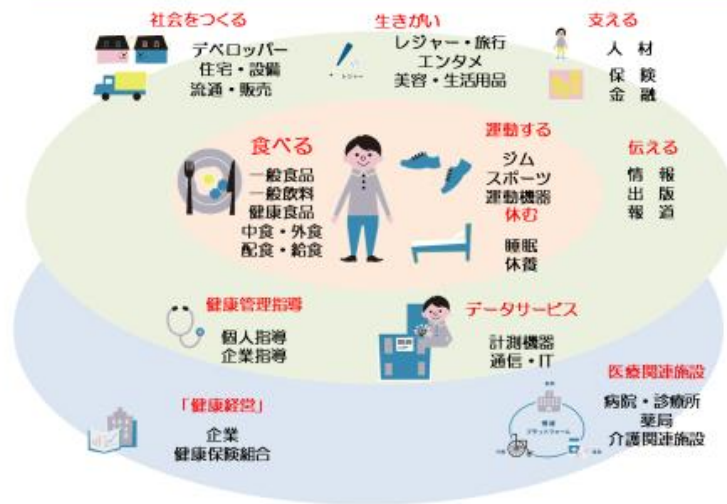 社会をつくる
デベロッパー
住宅・設備
流通・販売
生きがい
レジャー・旅行
エンタメ
美容・生活用品
支える
人 材
保 険
金 融
食べる
一般食品
一般飲料
健康食品
中食・外食
配食・給食
運動する
ジム
スポーツ
運動機器
休む
睡眠
休養
伝える
情 報
出 版
報 道
健康管理指導
個人指導
企業指導
データサービス
計測機器
通信・IT
「健康経営」
企業
健康保険組合
医療関連施設
病院・診療所
薬局
介護関連施設
プラットフォーム